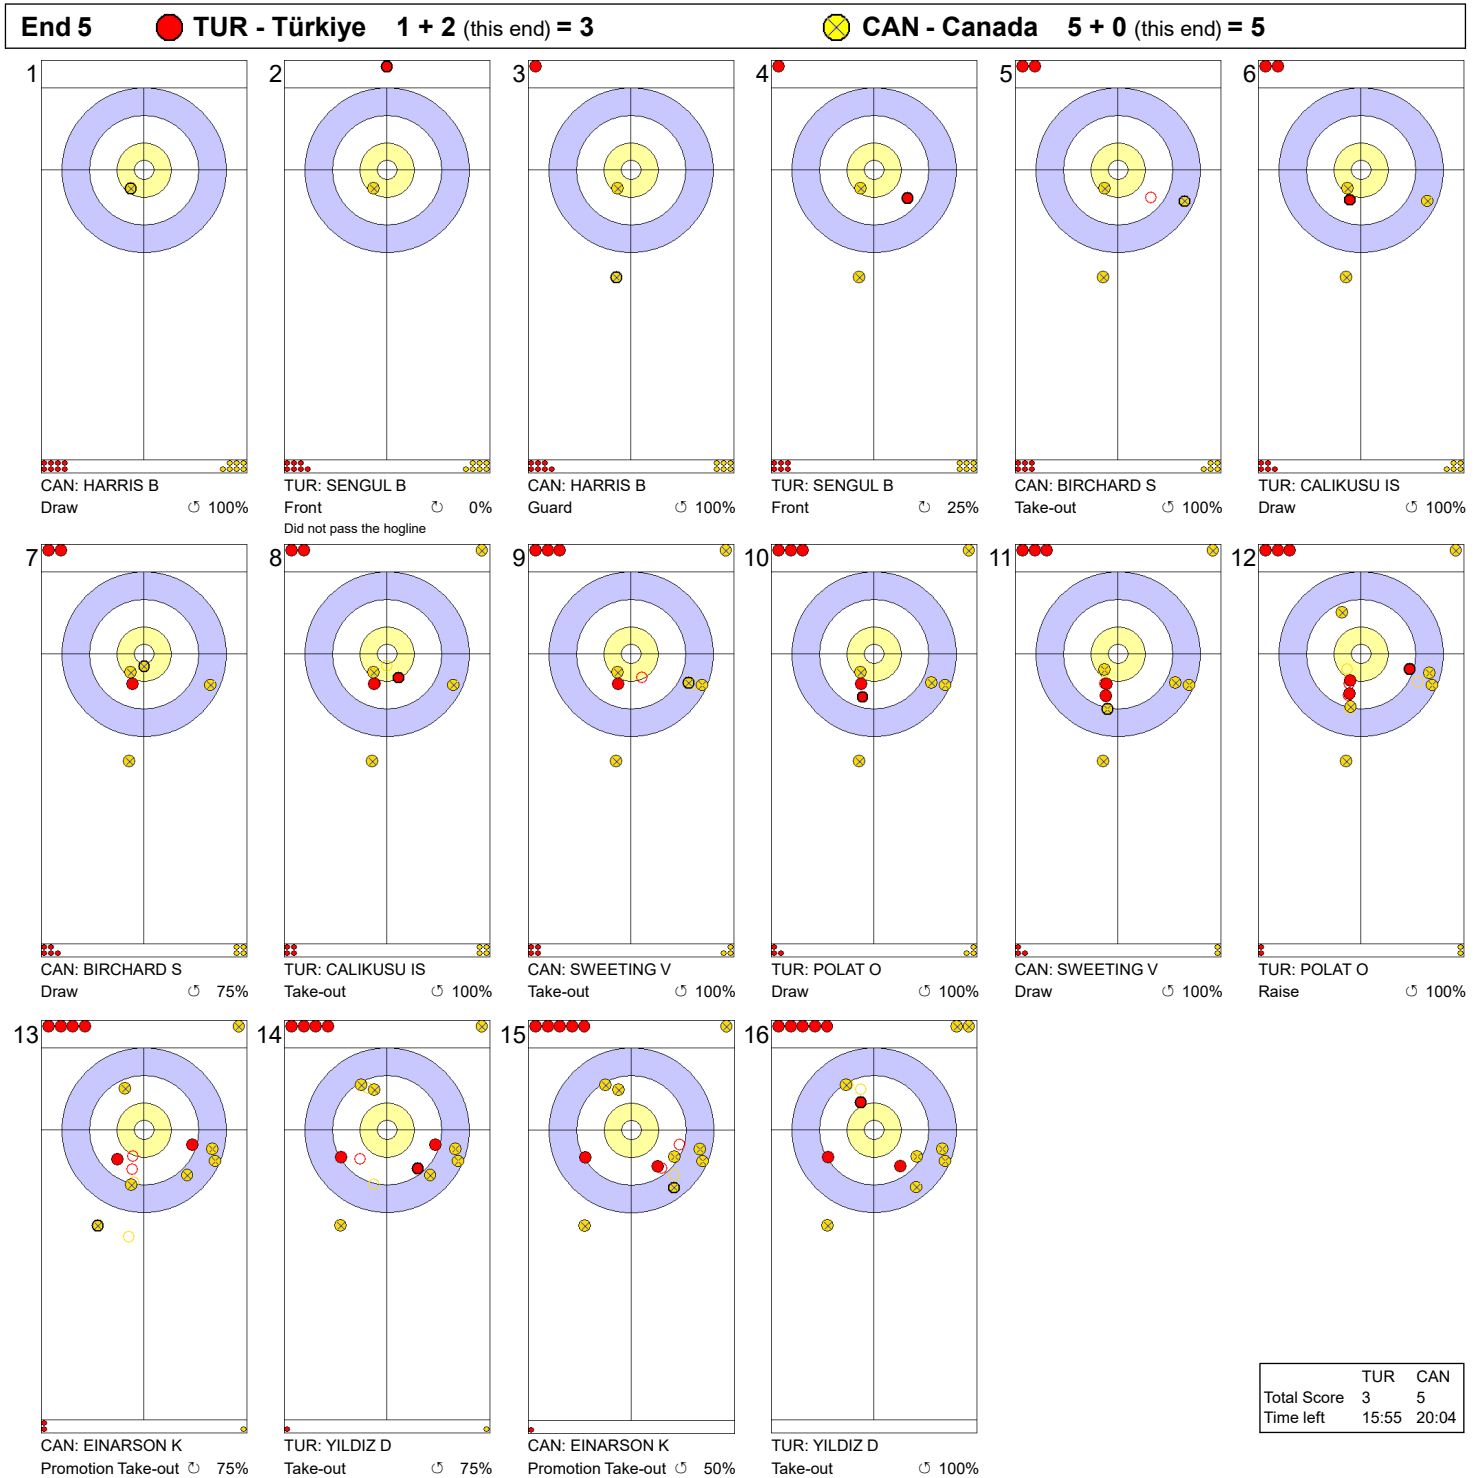 End 5 TUR - Türkiye 1 + 2 (this end) = 3 CAN - Canada 5 + 0 (this end) = 5
1 2 3 4 5 6
CAN: HARRIS B TUR: SENGUL B CAN: HARRIS B TUR: SENGUL B CAN: BIRCHARD S TUR: CALIKUSU IS
Draw ↺ 100% Front ↻ 0% Guard ↺ 100% Front ↻ 25% Take-out ↺ 100% Draw ↺ 100%
Did not pass the hogline
7 8 9 10 11 12
CAN: BIRCHARD S TUR: CALIKUSU IS CAN: SWEETING V TUR: POLAT O CAN: SWEETING V TUR: POLAT O
Draw ↺ 75% Take-out ↺ 100% Take-out ↺ 100% Draw ↺ 100% Draw ↺ 100% Raise ↺ 100%
13 14 15 16
CAN: EINARSON K TUR: YILDIZ D CAN: EINARSON K TUR: YILDIZ D
Promotion Take-out ↻ 75% Take-out ↺ 75% Promotion Take-out ↺ 50% Take-out ↺ 100%
TUR CAN
Total Score 3 5
Time left 15:55 20:04